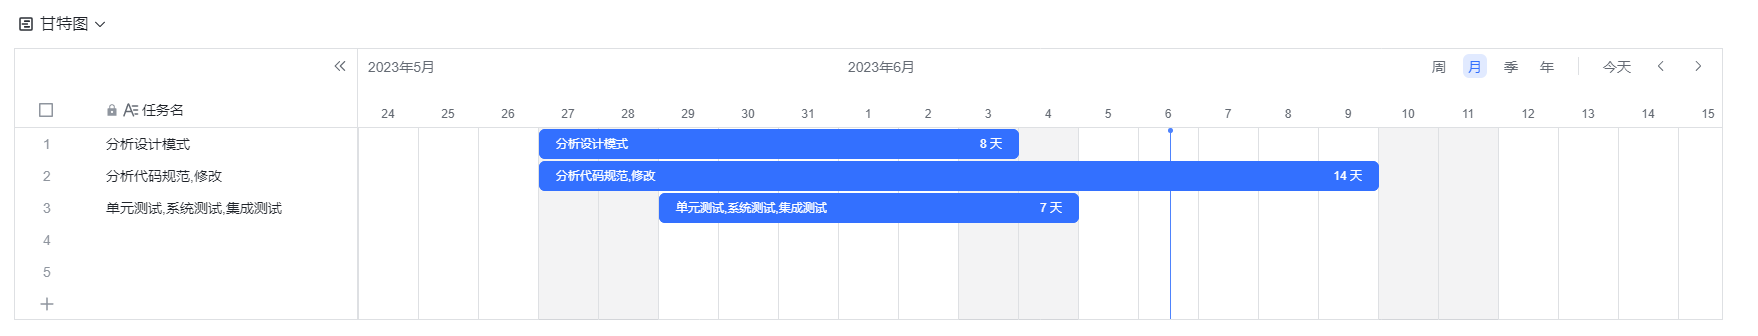 甘特图
2023年5月 2023年6月 周 月 季 年 今天
任务名 24 25 26 27 28 29 30 31 1 2 3 4 5 6 7 8 9 10 11 12 13 14 15
1 分析设计模式 分析设计模式 8 天
2 分析代码规范,修改 分析代码规范,修改 14 天
3 单元测试,系统测试,集成测试 单元测试,系统测试,集成测试 7 天
4
5